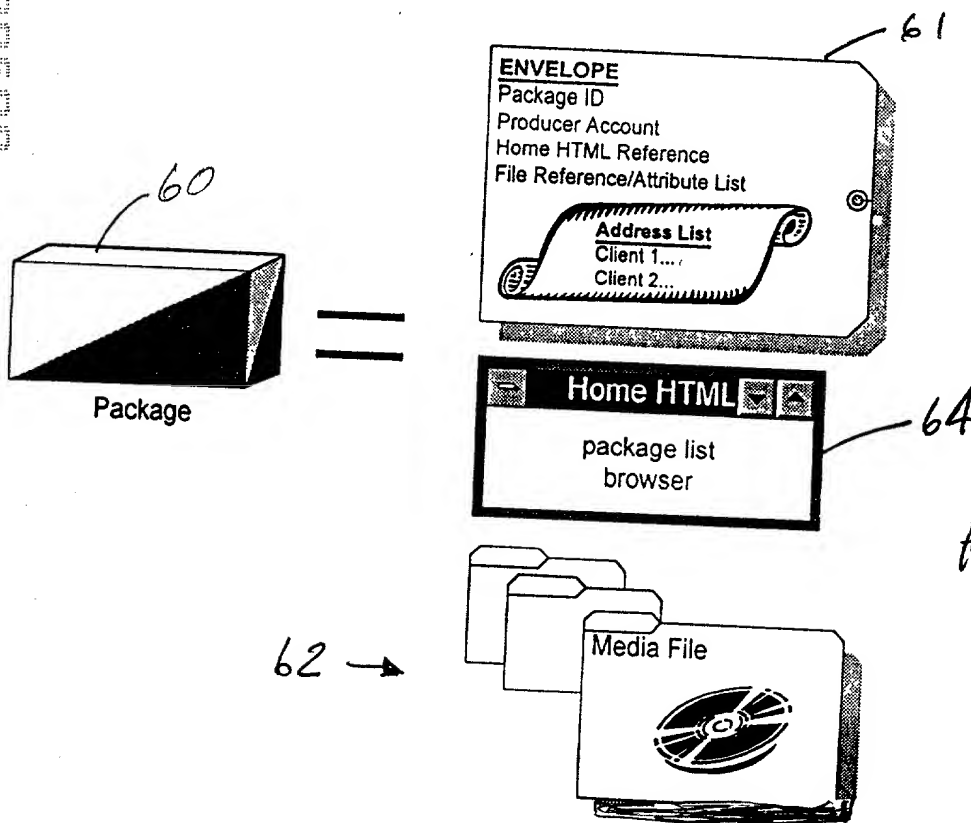 61
ENVELOPE
Package ID
Producer Account
Home HTML Reference
File Reference/Attribute List
Address List
Client 1...
Client 2...
60
Package
Home HTML
package list
browser
64
62
Media File